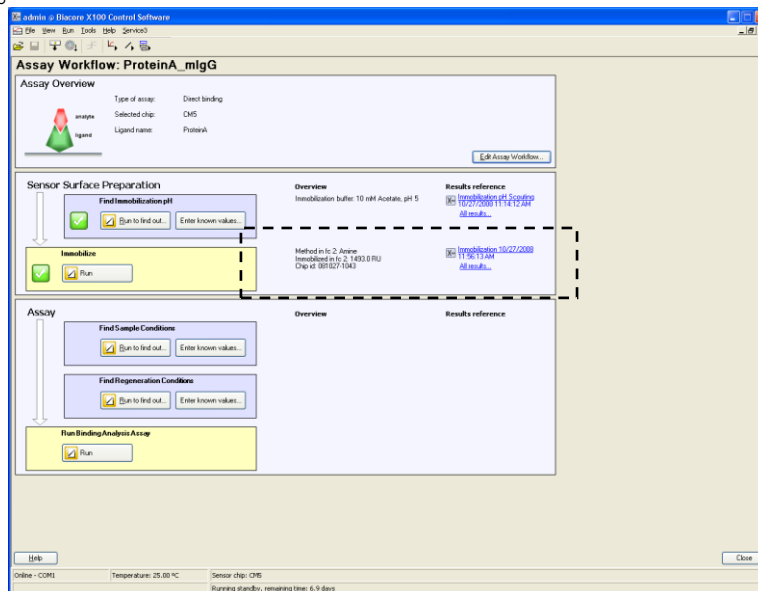 admin @ Biacore X100 Control Software
File View Run Tools Help Service3
Assay Workflow: ProteinA_mIgG
Assay Overview
analyte
ligand
Type of assay: Direct binding
Selected chip: CM5
Ligand name: ProteinA
Edit Assay Workflow...
Sensor Surface Preparation
Overview
Results reference
Find Immobilization pH
Run to find out...
Enter known values...
Immobilization buffer: 10 mM Acetate, pH 5
Immobilization pH Scouting
10/27/2008 11:14:12 AM
All results...
Immobilize
Run
Method in fc 2: Amine
Immobilized in fc 2: 1493.0 RU
Chip id: 081027-1043
Immobilization 10/27/2008
11:56:13 AM
All results...
Assay
Overview
Results reference
Find Sample Conditions
Run to find out...
Enter known values...
Find Regeneration Conditions
Run to find out...
Enter known values...
Run Binding Analysis Assay
Run
Help
Close
Online - COM1
Temperature: 25.00 ºC
Sensor chip: CM5
Running standby, remaining time: 6.9 days